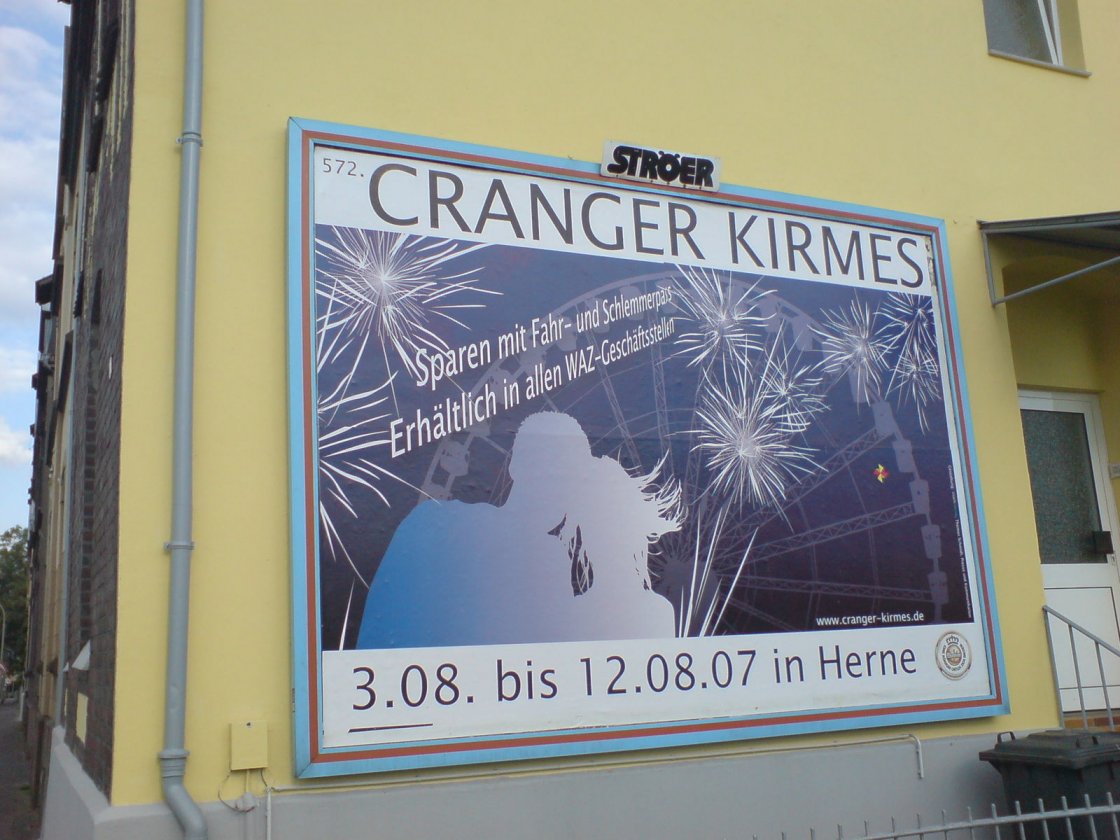 STRÖER
572. CRANGER KIRMES
Sparen mit Fahr- und Schlemmerpass
Erhältlich in allen WAZ-Geschäftsstellen
www.cranger-kirmes.de
3.08. bis 12.08.07 in Herne